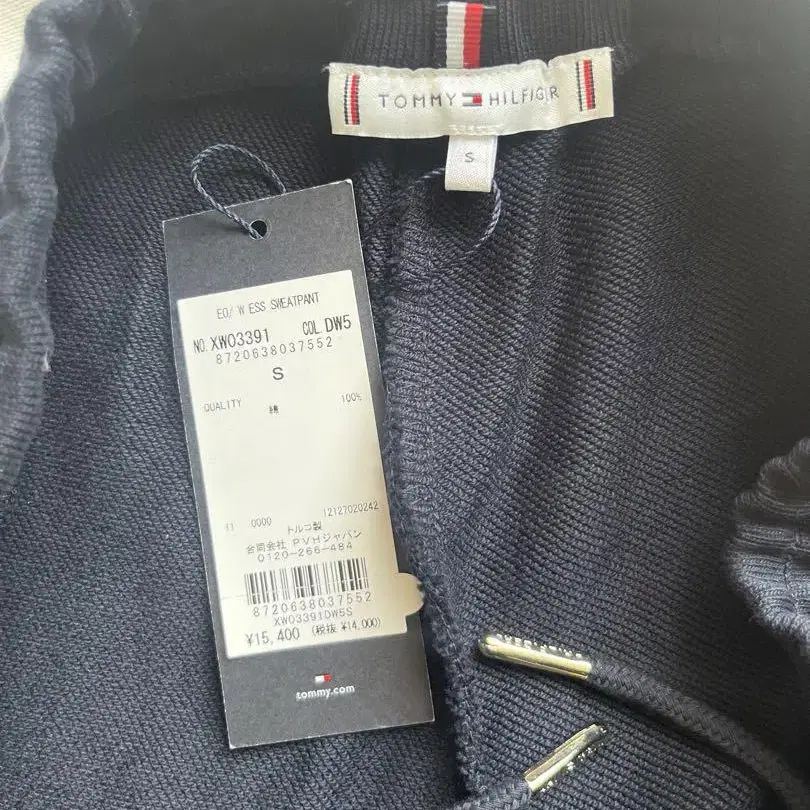 TOMMY HILFIGER
S
EO/ W ESS SWEATPANT
NO. XW03391 COL. DW5
8720638037552
S
QUALITY 綿 100%
11 0000 12127020242
トルコ製
合同会社 PVHジャパン
0120-266-484
8720638037552
XW03391DW5S
¥15,400 (税抜 ¥14,000)
tommy.com